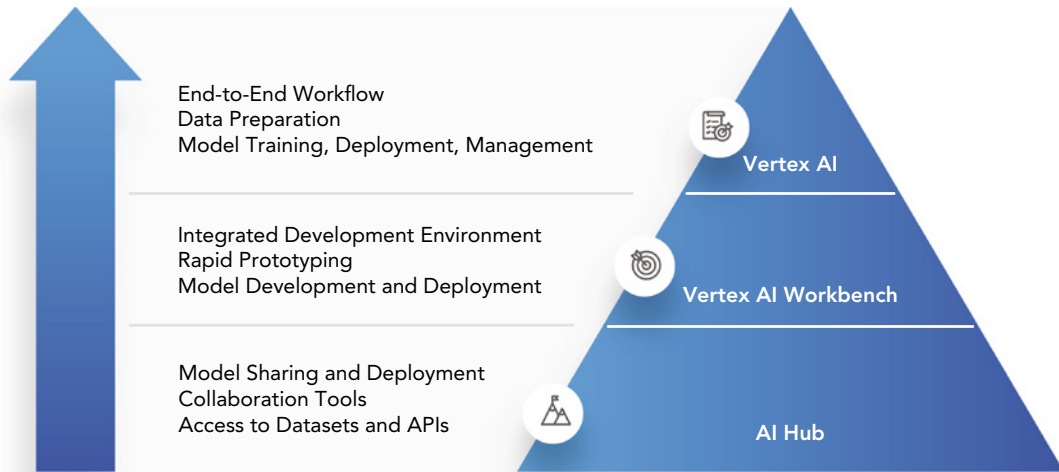 End-to-End Workflow
Data Preparation
Model Training, Deployment, Management
Vertex AI
Integrated Development Environment
Rapid Prototyping
Model Development and Deployment
Vertex AI Workbench
Model Sharing and Deployment
Collaboration Tools
Access to Datasets and APIs
AI Hub